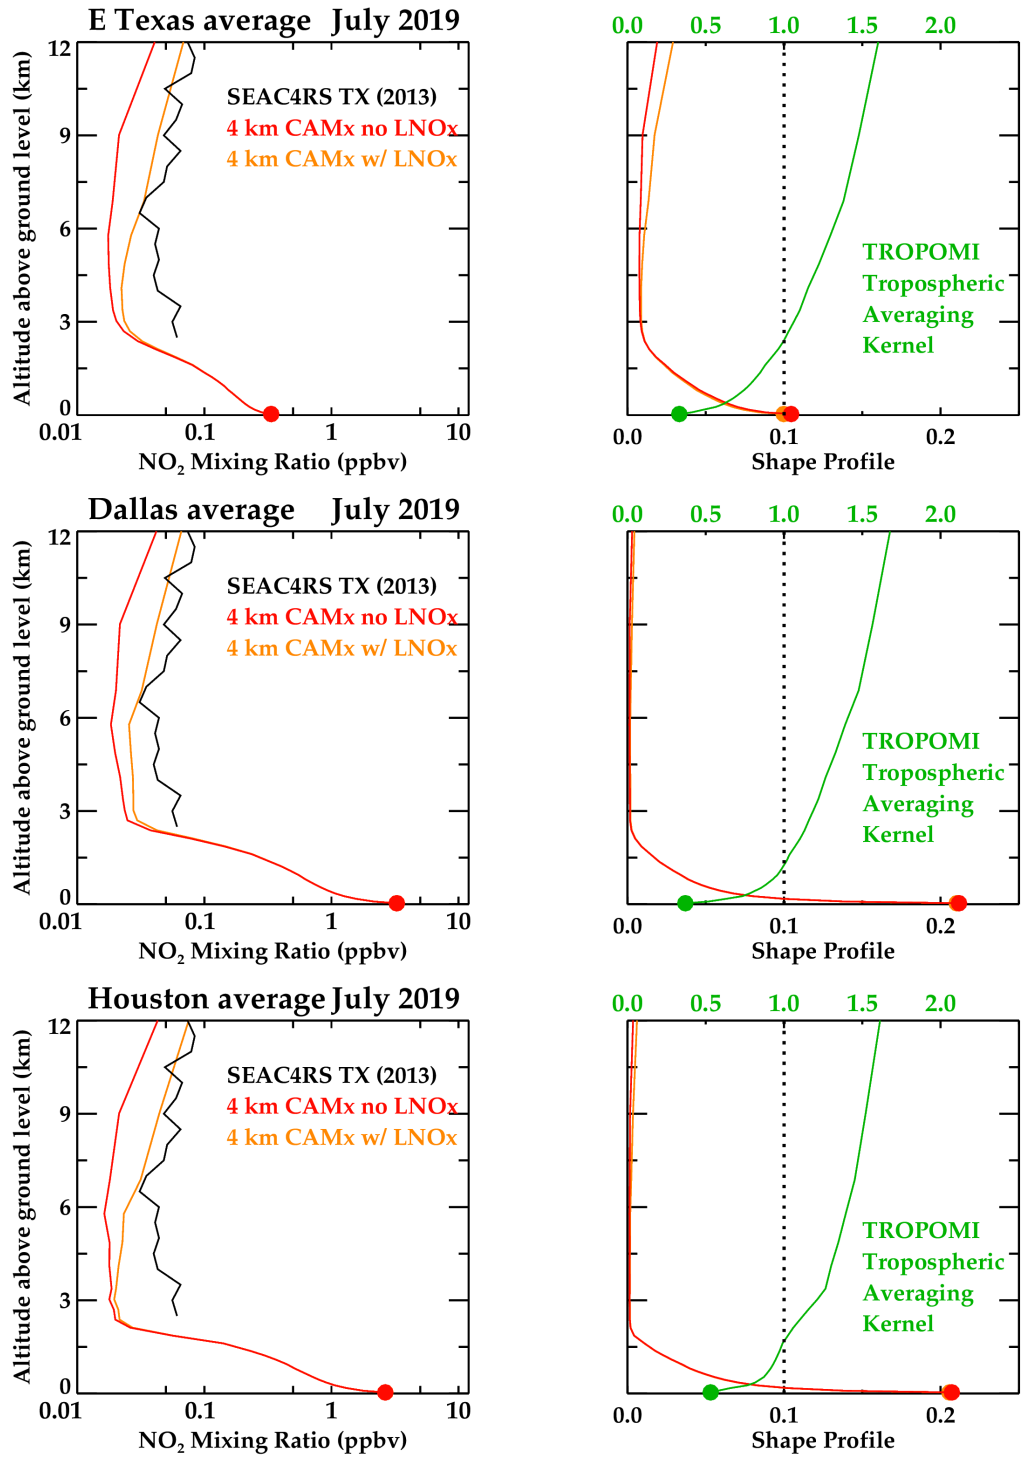 E Texas average July 2019
0.0 0.5 1.0 1.5 2.0
Altitude above ground level (km)
12
9
6
3
0
SEAC4RS TX (2013)
4 km CAMx no LNOx
4 km CAMx w/ LNOx
TROPOMI
Tropospheric
Averaging
Kernel
0.01 0.1 1 10
NO2 Mixing Ratio (ppbv)
0.0 0.1 0.2
Shape Profile
Dallas average July 2019
0.0 0.5 1.0 1.5 2.0
Altitude above ground level (km)
12
9
6
3
0
SEAC4RS TX (2013)
4 km CAMx no LNOx
4 km CAMx w/ LNOx
TROPOMI
Tropospheric
Averaging
Kernel
0.01 0.1 1 10
NO2 Mixing Ratio (ppbv)
0.0 0.1 0.2
Shape Profile
Houston average July 2019
0.0 0.5 1.0 1.5 2.0
Altitude above ground level (km)
12
9
6
3
0
SEAC4RS TX (2013)
4 km CAMx no LNOx
4 km CAMx w/ LNOx
TROPOMI
Tropospheric
Averaging
Kernel
0.01 0.1 1 10
NO2 Mixing Ratio (ppbv)
0.0 0.1 0.2
Shape Profile